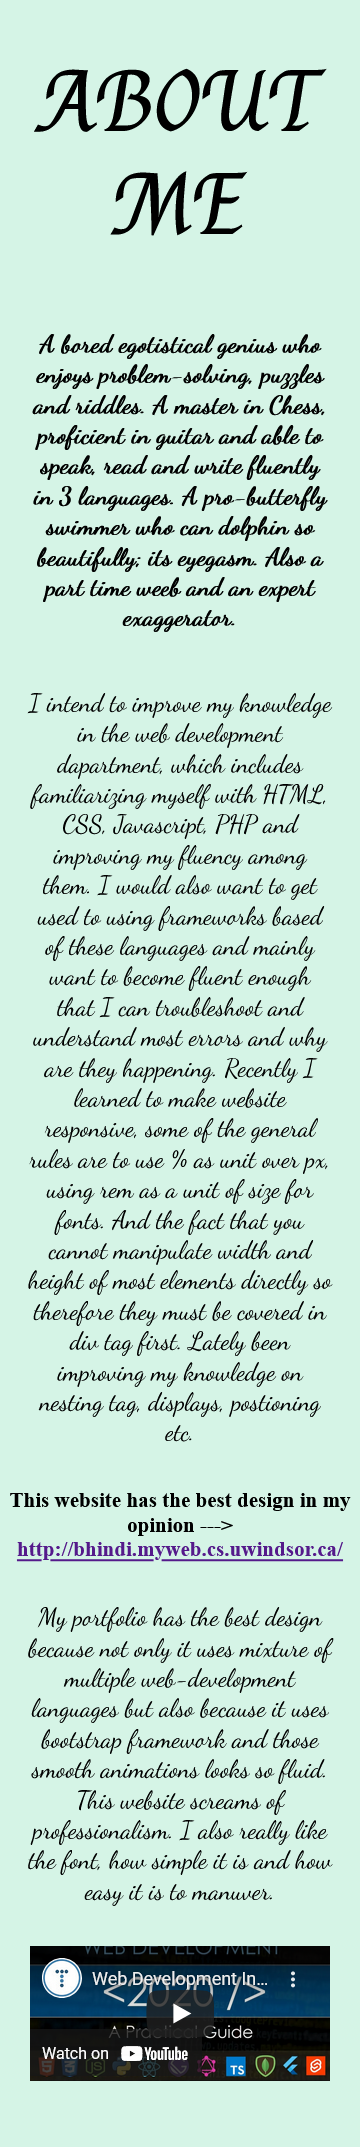 ABOUT
ME
A bored egotistical genius who
enjoys problem-solving, puzzles
and riddles. A master in Chess,
proficient in guitar and able to
speak, read and write fluently
in 3 languages. A pro-butterfly
swimmer who can dolphin so
beautifully; its eyegasm. Also a
part time weeb and an expert
exaggerator.
I intend to improve my knowledge
in the web development
dapartment, which includes
familiarizing myself with HTML,
CSS, Javascript, PHP and
improving my fluency among
them. I would also want to get
used to using frameworks based
of these languages and mainly
want to become fluent enough
that I can troubleshoot and
understand most errors and why
are they happening. Recently I
learned to make website
responsive, some of the general
rules are to use % as unit over px,
using rem as a unit of size for
fonts. And the fact that you
cannot manipulate width and
height of most elements directly so
therefore they must be covered in
div tag first. Lately been
improving my knowledge on
nesting tag, displays, postioning
etc.
This website has the best design in my
opinion --->
http://bhindi.myweb.cs.uwindsor.ca/
My portfolio has the best design
because not only it uses mixture of
multiple web-development
languages but also because it uses
bootstrap framework and those
smooth animations looks so fluid.
This website screams of
professionalism. I also really like
the font, how simple it is and how
easy it is to manuver.
WEB DEVELOPMENT
Web Development In...
<2020 />
A Practical Guide
Watch on YouTube
TS